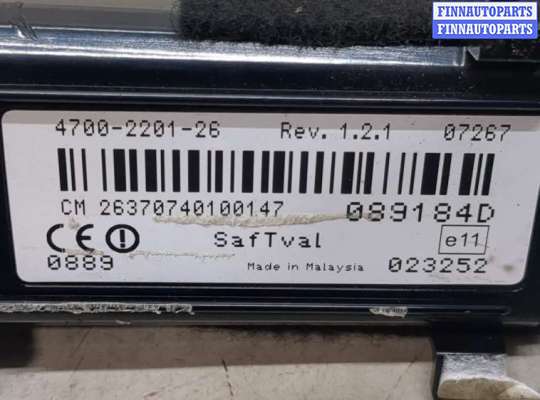 FINNAUTOPARTS
FINNAUTOPARTS
4700-2201-26 Rev. 1.2.1 07267
CM 26370740100147 089184D
CE SafTval e11
0889 Made in Malaysia 023252